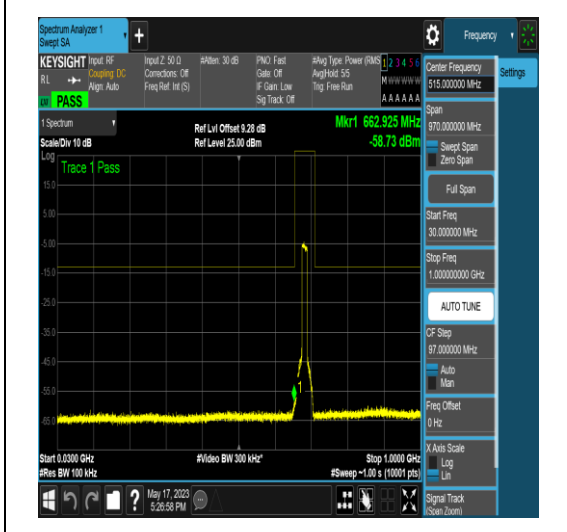 Spectrum Analyzer 1
Swept SA
+
Frequency
KEYSIGHT
RL
Input: RF
Coupling: DC
Align: Auto
Input Z: 50 Ω
Corrections: Off
Freq Ref: Int (S)
#Atten: 30 dB
PNO: Fast
Gate: Off
IF Gain: Low
Sig Track: Off
#Avg Type: Power (RMS
Avg|Hold: 5/5
Trig: Free Run
1 2 3 4 5 6
M W W W W W
A A A A A A
PASS
1 Spectrum
Scale/Div 10 dB
Ref Lvl Offset 9.28 dB
Ref Level 25.00 dBm
Mkr1 662.925 MHz
-58.73 dBm
Log
Trace 1 Pass
15.0
5.00
-5.00
-15.0
-25.0
-35.0
-45.0
-55.0
-65.0
1
Start 0.0300 GHz
#Res BW 100 kHz
#Video BW 300 kHz*
Stop 1.0000 GHz
#Sweep ~1.00 s (10001 pts)
?
May 17, 2023
5:26:58 PM
Center Frequency
515.000000 MHz
Settings
Span
970.000000 MHz
Swept Span
Zero Span
Full Span
Start Freq
30.000000 MHz
Stop Freq
1.000000000 GHz
AUTO TUNE
CF Step
97.000000 MHz
Auto
Man
Freq Offset
0 Hz
X Axis Scale
Log
Lin
Signal Track
(Span Zoom)